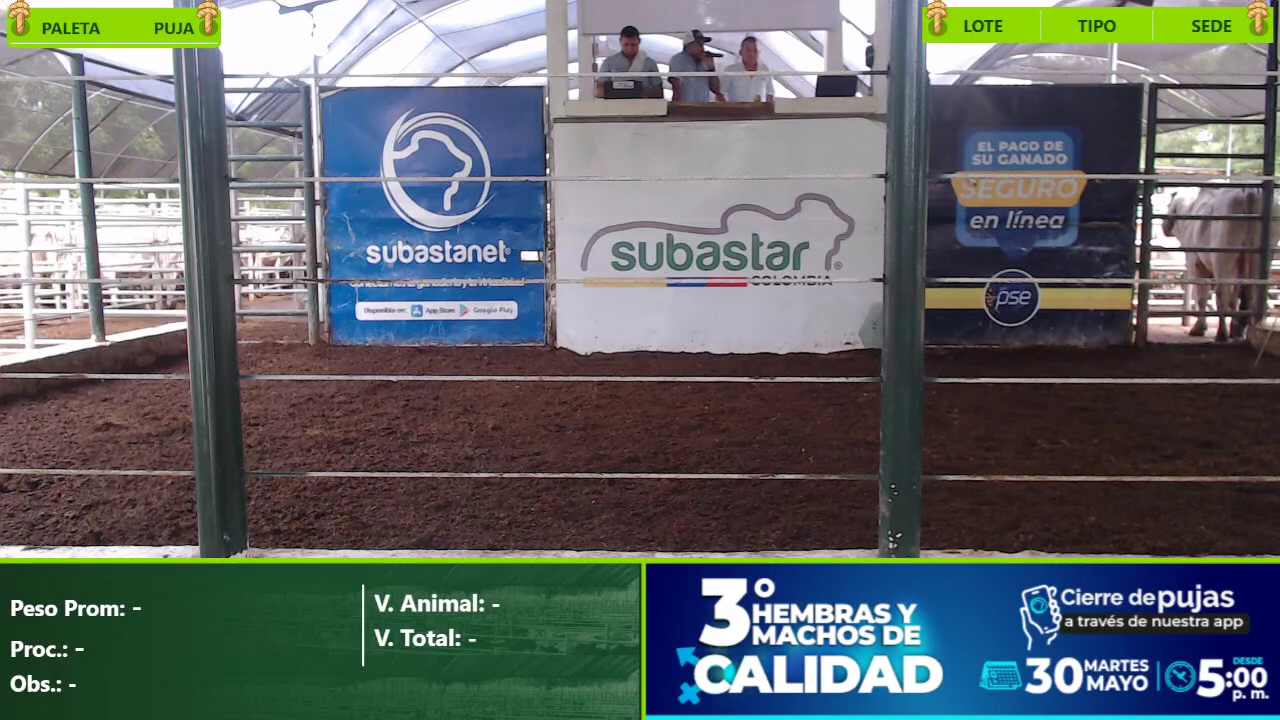 PALETA PUJA
LOTE TIPO SEDE
subastanet®
Disponible en: App Store Google Play
subastar®
COLOMBIA
EL PAGO DE
SU GANADO
SEGURO
en línea
pse
Peso Prom: -
Proc.: -
Obs.: -
V. Animal: -
V. Total: -
3º
HEMBRAS Y
MACHOS DE
CALIDAD
Cierre de pujas
a través de nuestra app
30 MARTES
MAYO
DESDE
5:00
p. m.